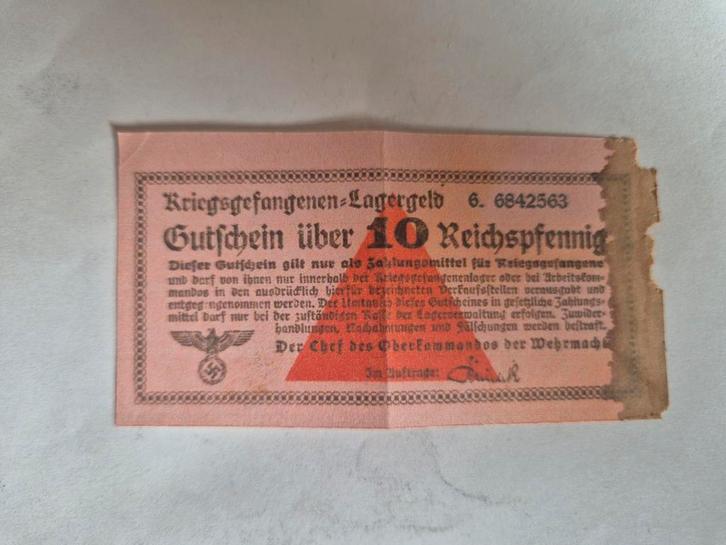 Kriegsgefangenen=Lagergeld 6. 6842563
Gutschein über 10 Reichspfennig
Dieser Gutschein gilt nur als Zahlungsmittel für Kriegsgefangene
und darf von ihnen nur innerhalb der Kriegsgefangenenlager oder bei Arbeitskom-
mandos in den ausdrücklich hierfür bezeichneten Verkaufsstellen verausgabt und
entgeg ngenommen werden. Der Umtausch dieses Gutscheines in gesetzliche Zahlungs-
mittel darf nur bei der zuständigen Kasse der Lagerverwaltung erfolgen. Zuwider-
handlungen, Nachahmungen und Fälschungen werden bestraft.
Der Chef des Oberkommandos der Wehrmach
Im Auftrage: